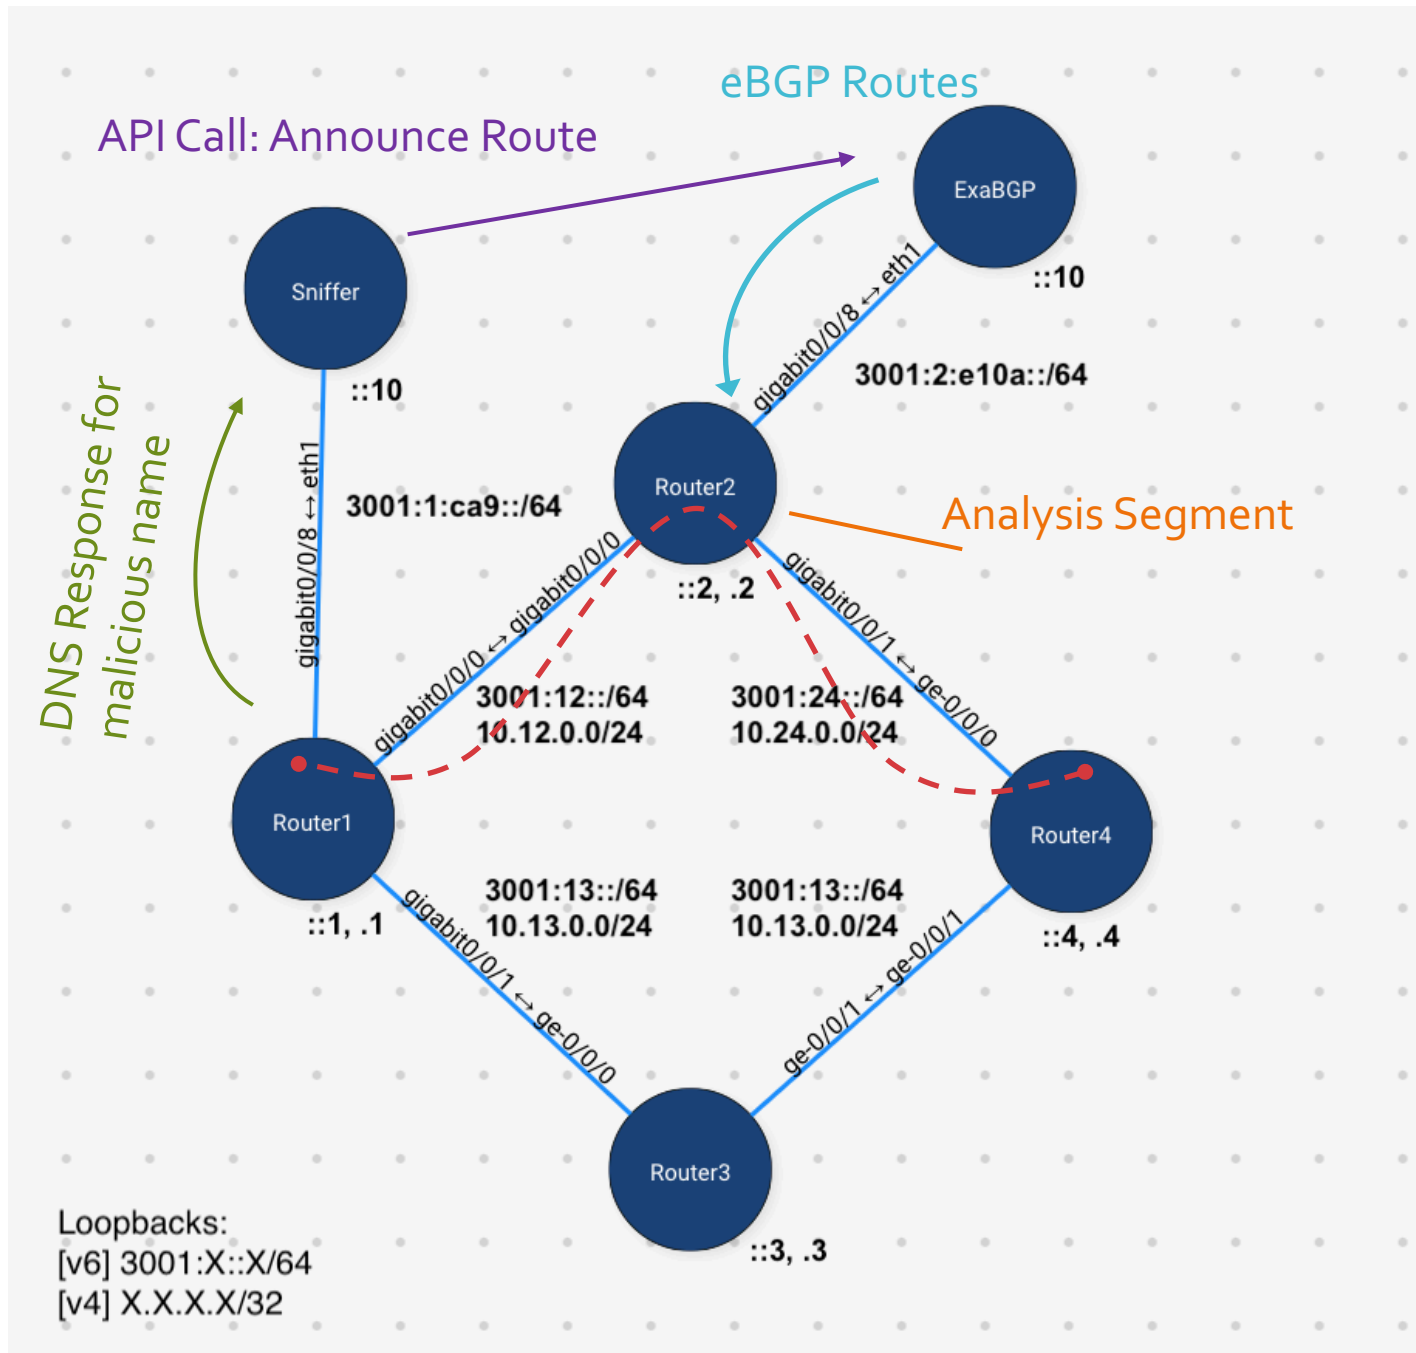 eBGP Routes
API Call: Announce Route
ExaBGP
::10
Sniffer
::10
gigabit0/0/8 ↔ eth1
3001:2:e10a::/64
DNS Response for
malicious name
gigabit0/0/8 ↔ eth1
3001:1:ca9::/64
Router2
::2, .2
Analysis Segment
gigabit0/0/0 ↔ gigabit0/0/0
gigabit0/0/1 ↔ ge-0/0/0
3001:12::/64
10.12.0.0/24
3001:24::/64
10.24.0.0/24
Router1
::1, .1
Router4
::4, .4
3001:13::/64
10.13.0.0/24
3001:13::/64
10.13.0.0/24
gigabit0/0/1 ↔ ge-0/0/0
ge-0/0/1 ↔ ge-0/0/1
Router3
::3, .3
Loopbacks:
[v6] 3001:X::X/64
[v4] X.X.X.X/32